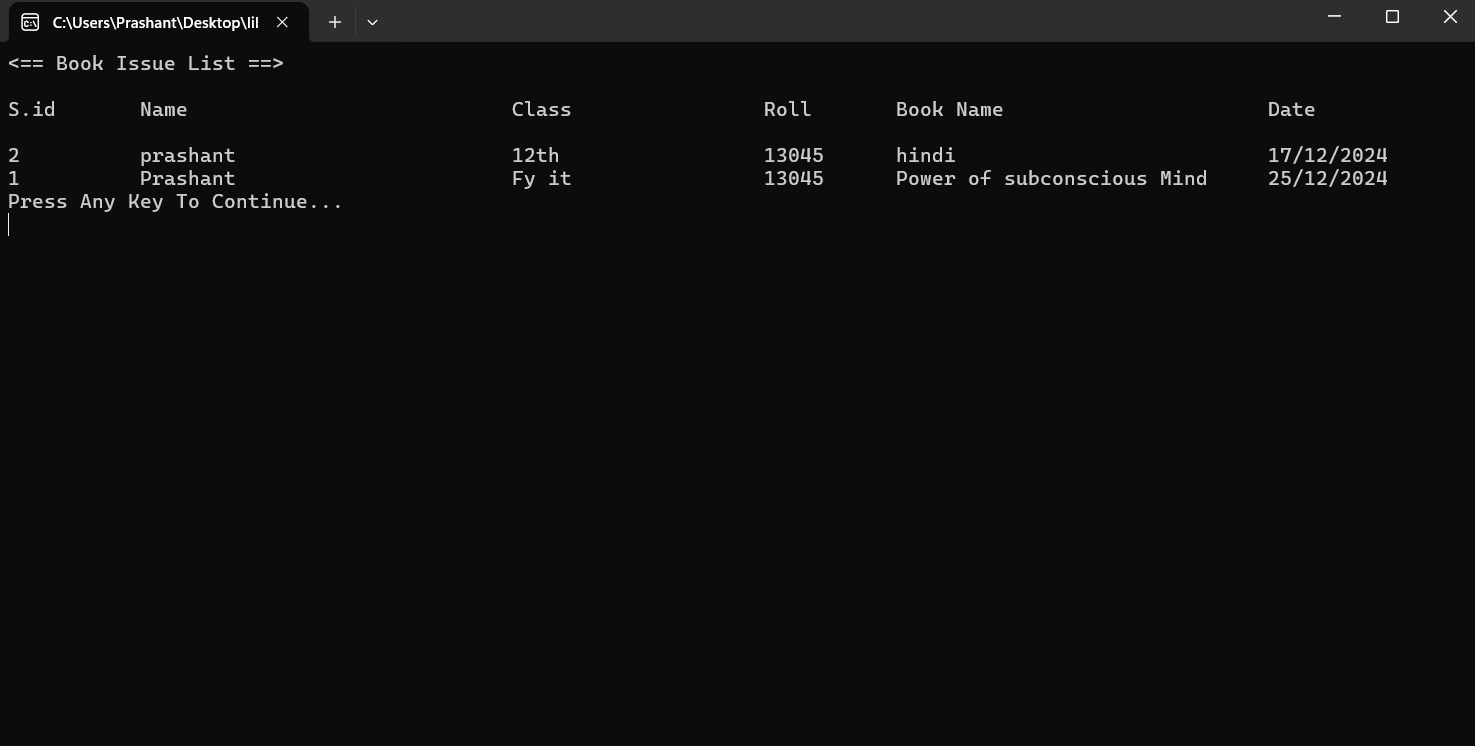 C:\Users\Prashant\Desktop\lil
<== Book Issue List ==>
S.id Name Class Roll Book Name Date
2 prashant 12th 13045 hindi 17/12/2024
1 Prashant Fy it 13045 Power of subconscious Mind 25/12/2024
Press Any Key To Continue...